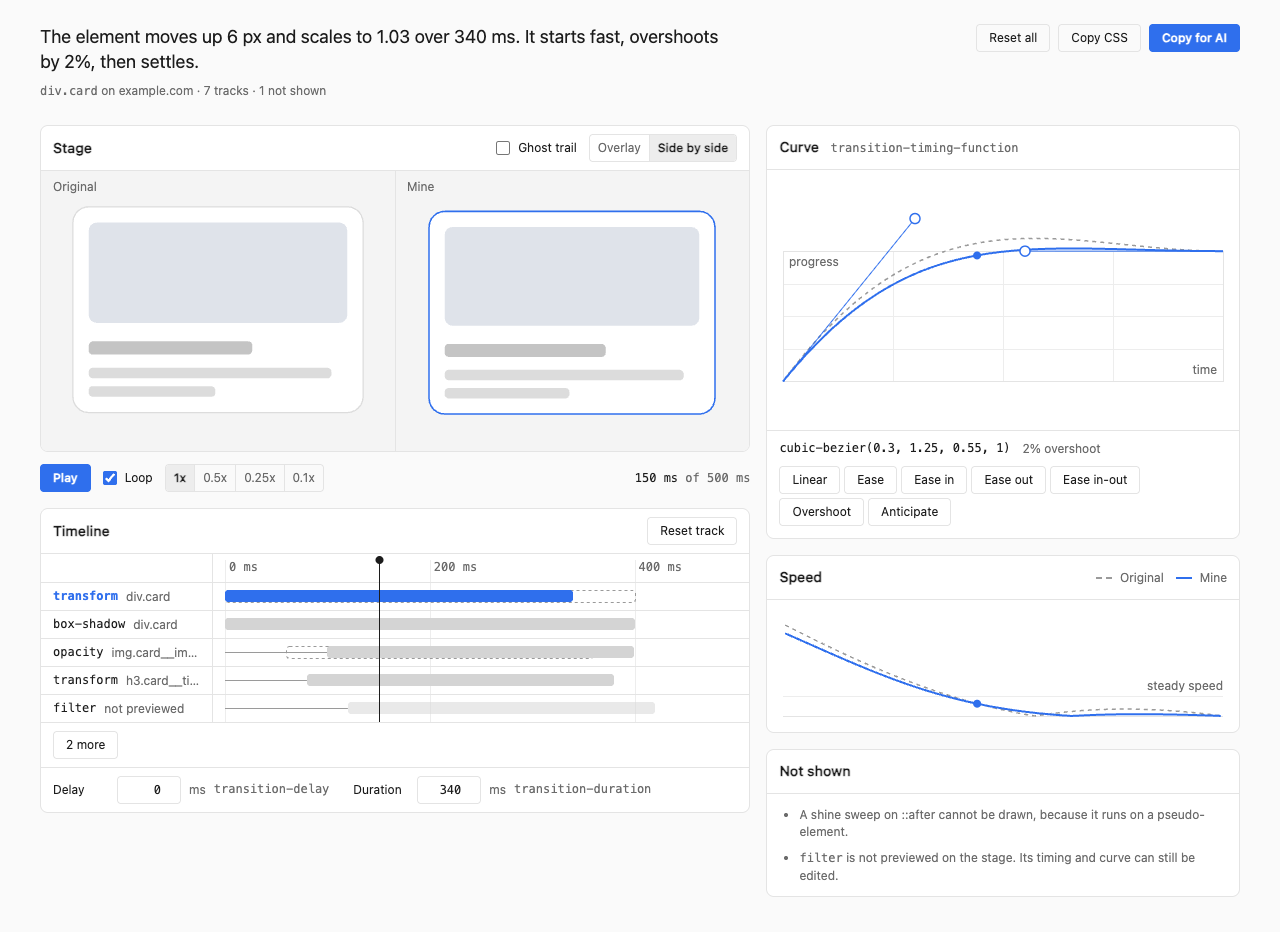 The element moves up 6 px and scales to 1.03 over 340 ms. It starts fast, overshoots
by 2%, then settles.
div.card on example.com · 7 tracks · 1 not shown
Reset all
Copy CSS
Copy for AI
Stage
Ghost trail
Overlay
Side by side
Original
Mine
Play
Loop
1x
0.5x
0.25x
0.1x
150 ms of 500 ms
Timeline
Reset track
0 ms
200 ms
400 ms
transform div.card
box-shadow div.card
opacity img.card__im…
transform h3.card__ti…
filter not previewed
2 more
Delay
0
ms transition-delay
Duration
340
ms transition-duration
Curve transition-timing-function
progress
time
cubic-bezier(0.3, 1.25, 0.55, 1) 2% overshoot
Linear
Ease
Ease in
Ease out
Ease in-out
Overshoot
Anticipate
Speed
Original
Mine
steady speed
Not shown
• A shine sweep on ::after cannot be drawn, because it runs on a pseudo-
element.
• filter is not previewed on the stage. Its timing and curve can still be
edited.